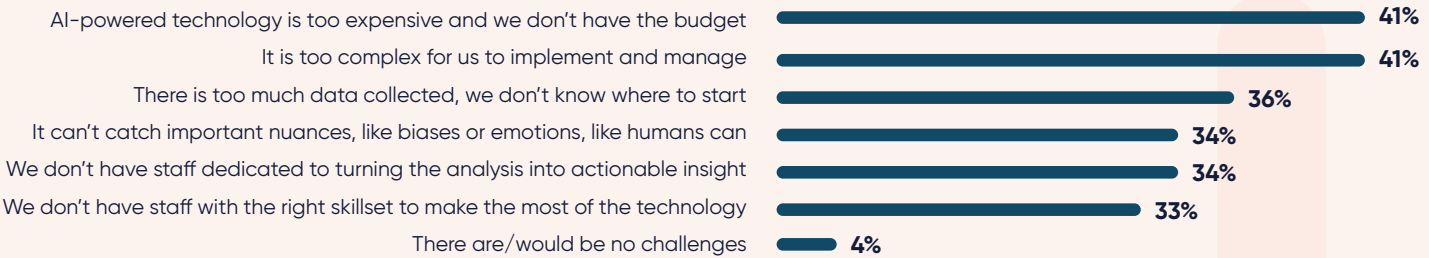 AI-powered technology is too expensive and we don’t have the budget 41%
It is too complex for us to implement and manage 41%
There is too much data collected, we don’t know where to start 36%
It can’t catch important nuances, like biases or emotions, like humans can 34%
We don’t have staff dedicated to turning the analysis into actionable insight 34%
We don’t have staff with the right skillset to make the most of the technology 33%
There are/would be no challenges 4%